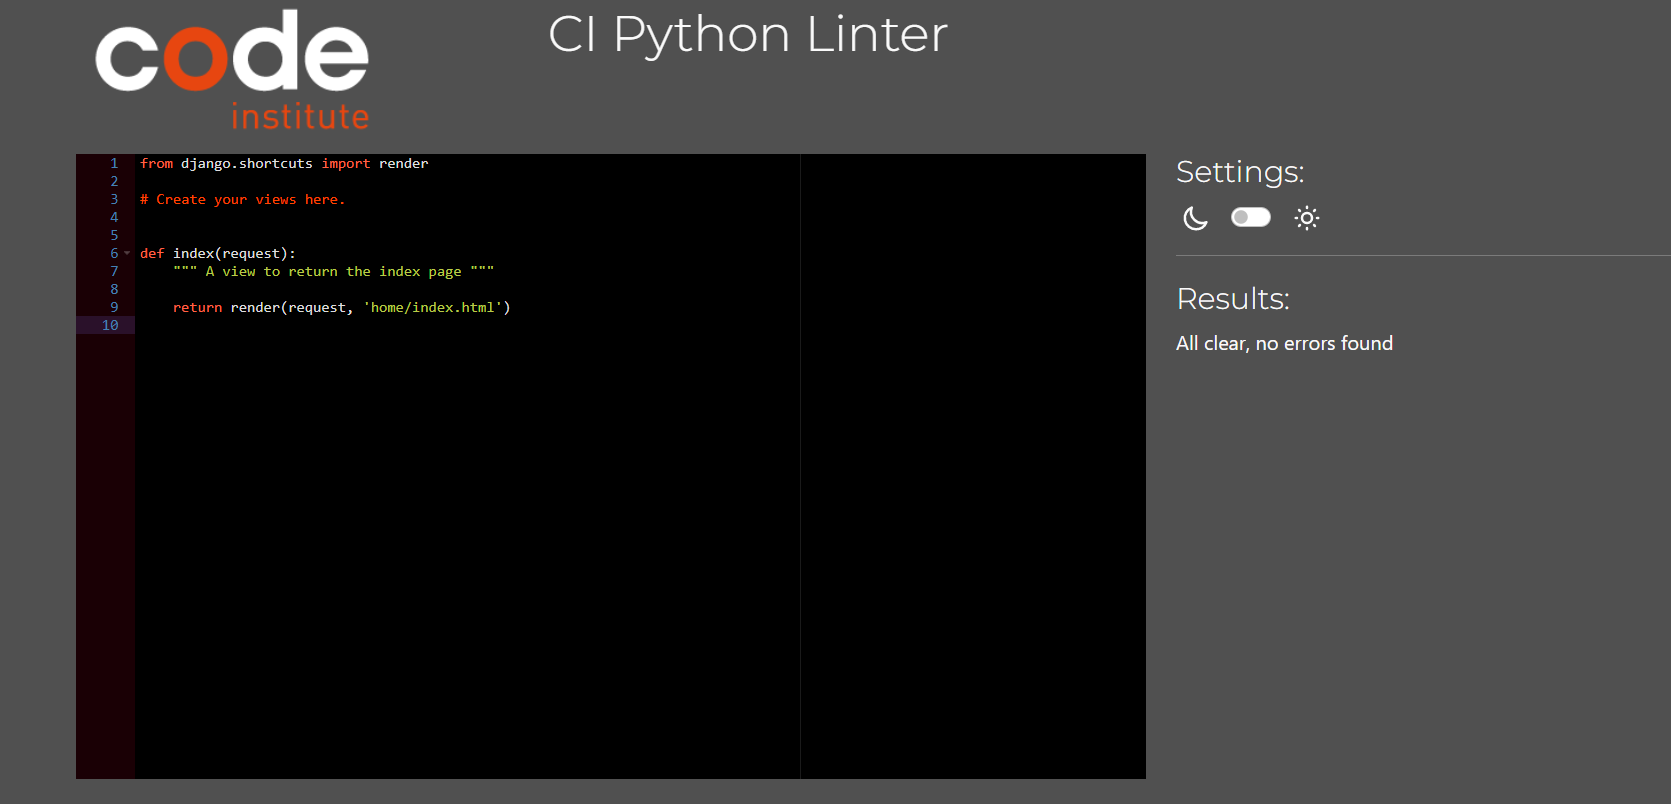 code
institute
CI Python Linter
1 from django.shortcuts import render
2
3 # Create your views here.
4
5
6 def index(request):
7     """ A view to return the index page """
8
9     return render(request, 'home/index.html')
10
Settings:
Results:
All clear, no errors found